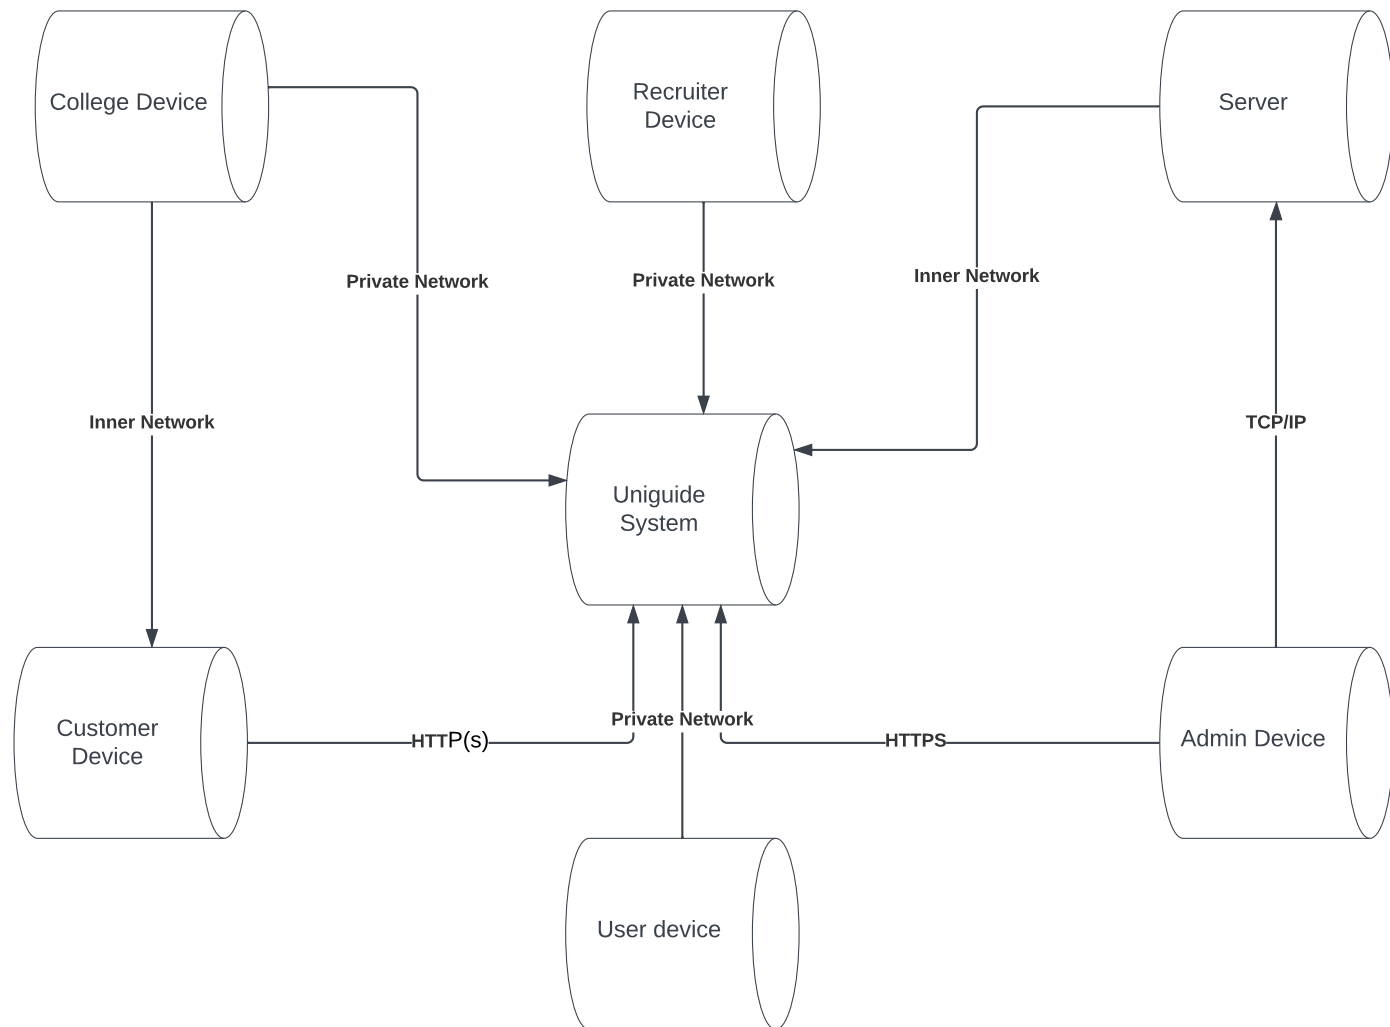 College Device
Recruiter
Device
Server
Private Network
Private Network
Inner Network
Inner Network
TCP/IP
Uniguide
System
Customer
Device
HTTP(s)
Private Network
HTTPS
Admin Device
User device